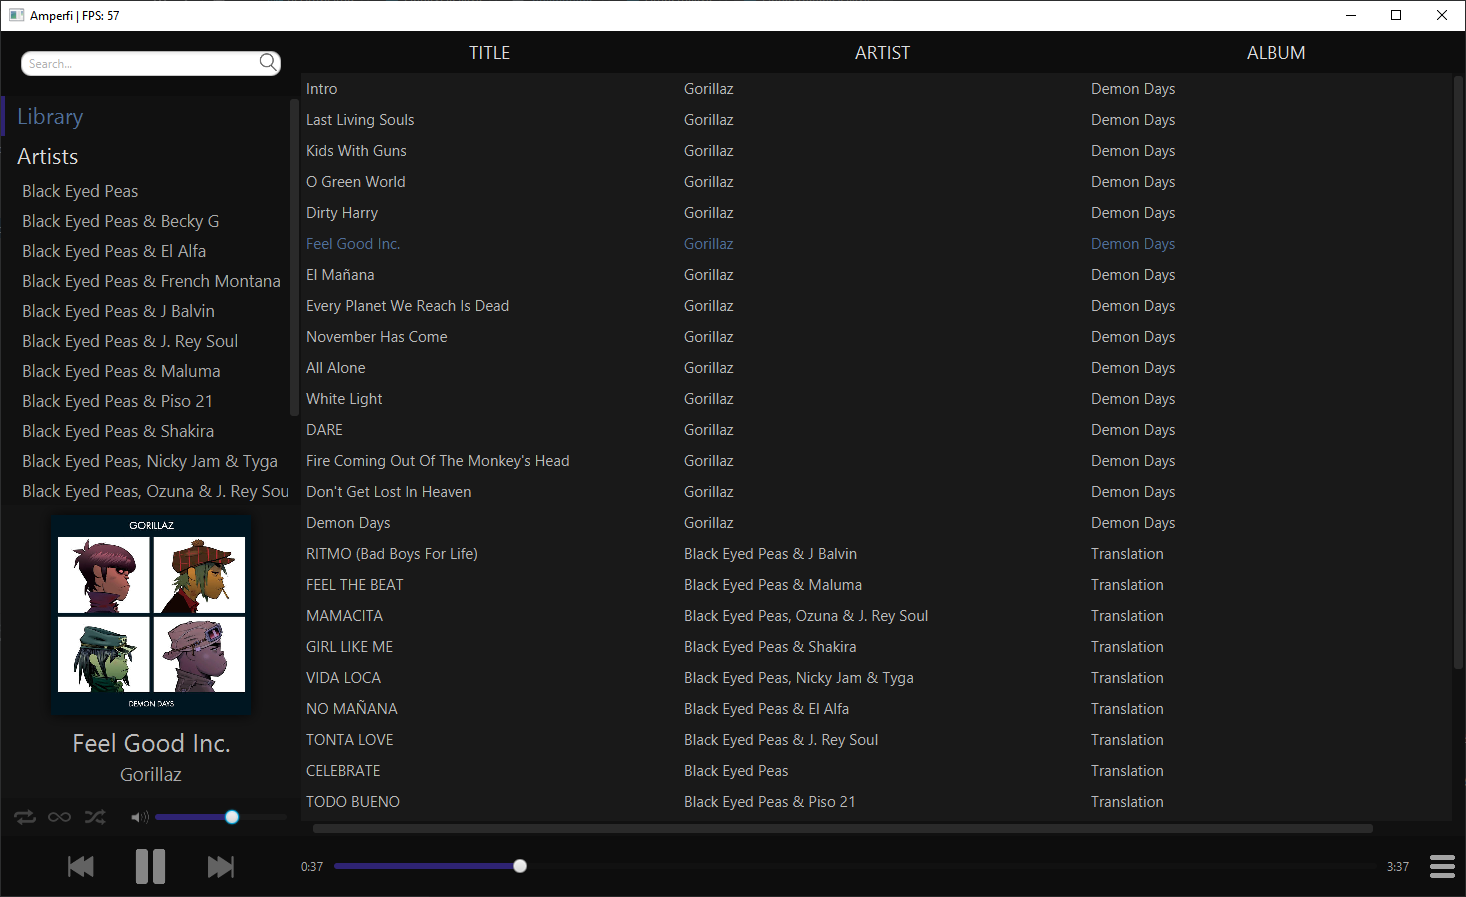 Amperfi | FPS: 57
Search...
Library
Artists
Black Eyed Peas
Black Eyed Peas & Becky G
Black Eyed Peas & El Alfa
Black Eyed Peas & French Montana
Black Eyed Peas & J Balvin
Black Eyed Peas & J. Rey Soul
Black Eyed Peas & Maluma
Black Eyed Peas & Piso 21
Black Eyed Peas & Shakira
Black Eyed Peas, Nicky Jam & Tyga
Black Eyed Peas, Ozuna & J. Rey Sou
GORILLAZ
DEMON DAYS
Feel Good Inc.
Gorillaz
TITLE ARTIST ALBUM
Intro Gorillaz Demon Days
Last Living Souls Gorillaz Demon Days
Kids With Guns Gorillaz Demon Days
O Green World Gorillaz Demon Days
Dirty Harry Gorillaz Demon Days
Feel Good Inc. Gorillaz Demon Days
El Mañana Gorillaz Demon Days
Every Planet We Reach Is Dead Gorillaz Demon Days
November Has Come Gorillaz Demon Days
All Alone Gorillaz Demon Days
White Light Gorillaz Demon Days
DARE Gorillaz Demon Days
Fire Coming Out Of The Monkey's Head Gorillaz Demon Days
Don't Get Lost In Heaven Gorillaz Demon Days
Demon Days Gorillaz Demon Days
RITMO (Bad Boys For Life) Black Eyed Peas & J Balvin Translation
FEEL THE BEAT Black Eyed Peas & Maluma Translation
MAMACITA Black Eyed Peas, Ozuna & J. Rey Soul Translation
GIRL LIKE ME Black Eyed Peas & Shakira Translation
VIDA LOCA Black Eyed Peas, Nicky Jam & Tyga Translation
NO MAÑANA Black Eyed Peas & El Alfa Translation
TONTA LOVE Black Eyed Peas & J. Rey Soul Translation
CELEBRATE Black Eyed Peas Translation
TODO BUENO Black Eyed Peas & Piso 21 Translation
0:37 3:37